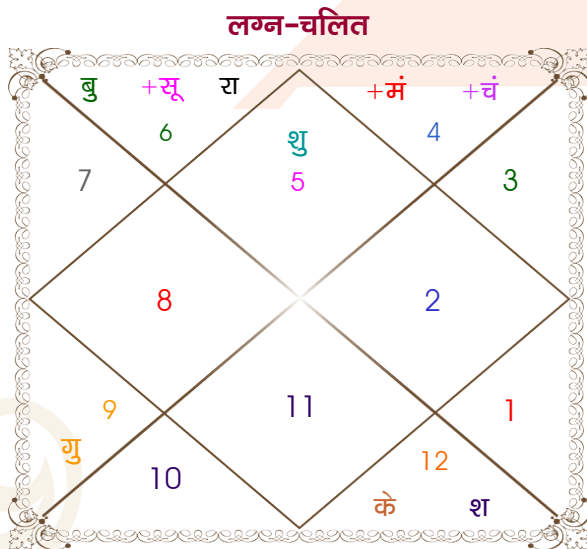 लग्न-चलित
बु +सू रा +मं +चं
6 शु 4
7 5 3
8 2
9 11 1
गु 10 12
के श